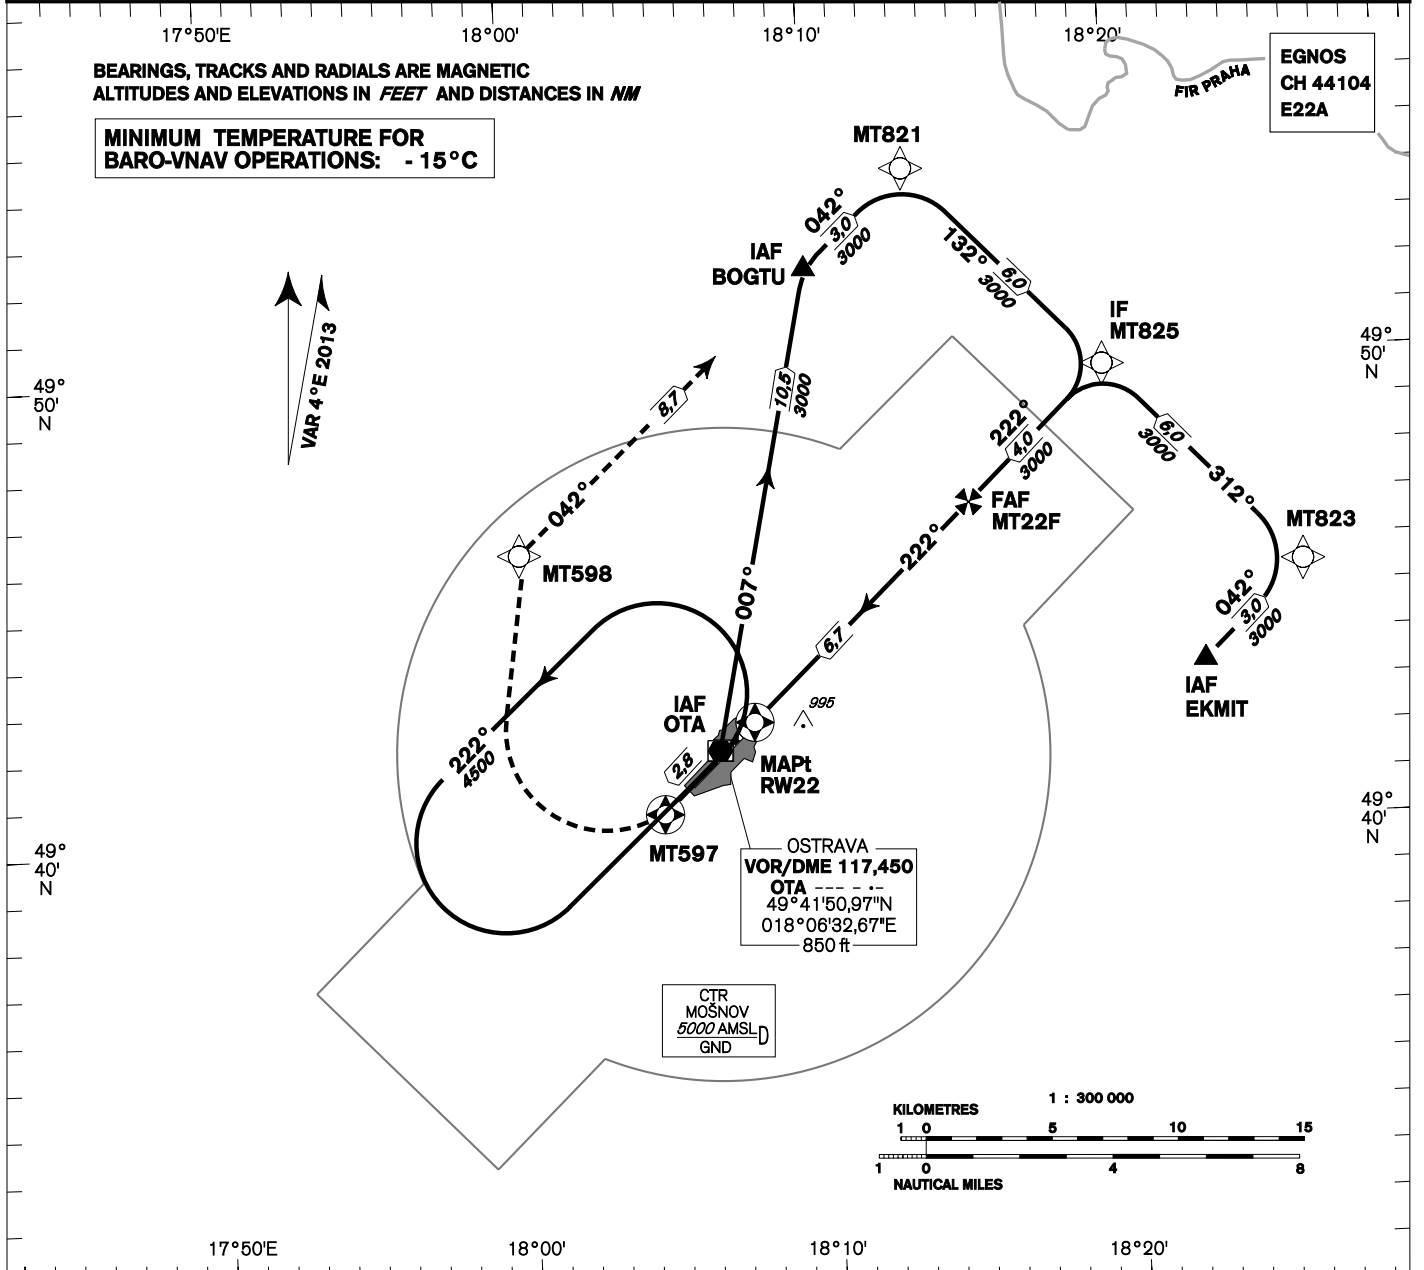 17°50'E 18°00' 18°10' 18°20'
BEARINGS, TRACKS AND RADIALS ARE MAGNETIC
ALTITUDES AND ELEVATIONS IN FEET AND DISTANCES IN NM
MINIMUM TEMPERATURE FOR
BARO-VNAV OPERATIONS: - 15°C
FIR PRAHA
EGNOS
CH 44104
E22A
MT821
042°
3,0
3000
IAF
BOGTU
132°
6,0
3000
IF
MT825
VAR 4°E 2013
49°
50'
N
49°
50'
N
8,7
10,5
3000
222°
4,0
3000
6,0
3000
312°
FAF
MT22F
MT823
042°
MT598
222°
007°
042°
3,0
3000
6,7
IAF
EKMIT
IAF
OTA
995
222°
4500
2,8
MAPt
RW22
MT597
49°
40'
N
49°
40'
N
OSTRAVA
VOR/DME 117,450
OTA --- - ·-
49°41'50,97"N
018°06'32,67"E
850 ft
CTR
MOŠNOV
5000 AMSL D
GND
1 : 300 000
KILOMETRES
1 0 5 10 15
1 0 4 8
NAUTICAL MILES
17°50'E 18°00' 18°10' 18°20'